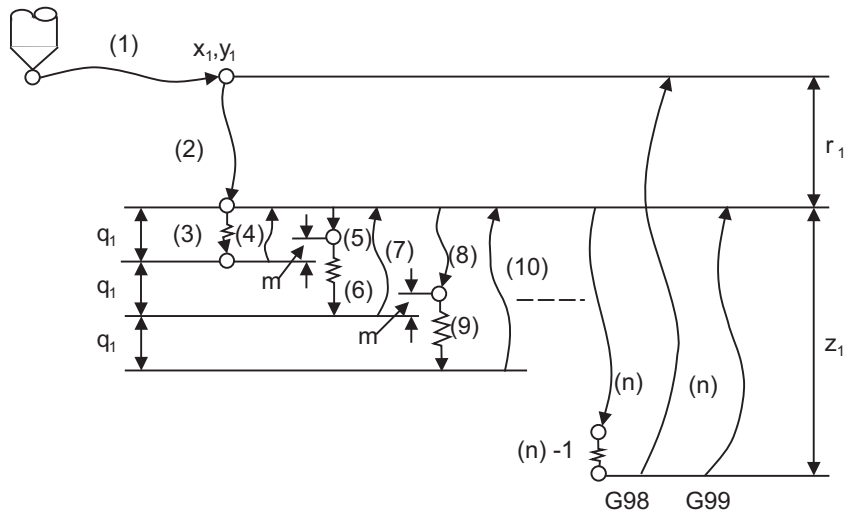 (1)
x₁,y₁
(2)
r₁
q₁
(3)
(4)
(5)
(7)
(8)
(10)
m
q₁
(6)
m
(9)
q₁
z₁
(n)
(n)
(n) -1
G98
G99